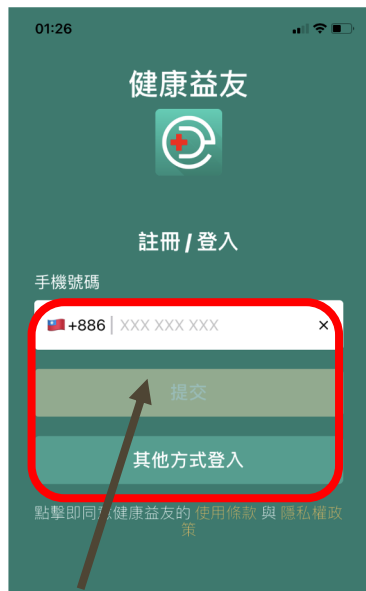 01:26
健康益友
註冊 / 登入
手機號碼
🇹🇼 +886 | XXX XXX XXX ×
提交
其他方式登入
點擊即同意健康益友的 使用條款 與 隱私權政
策